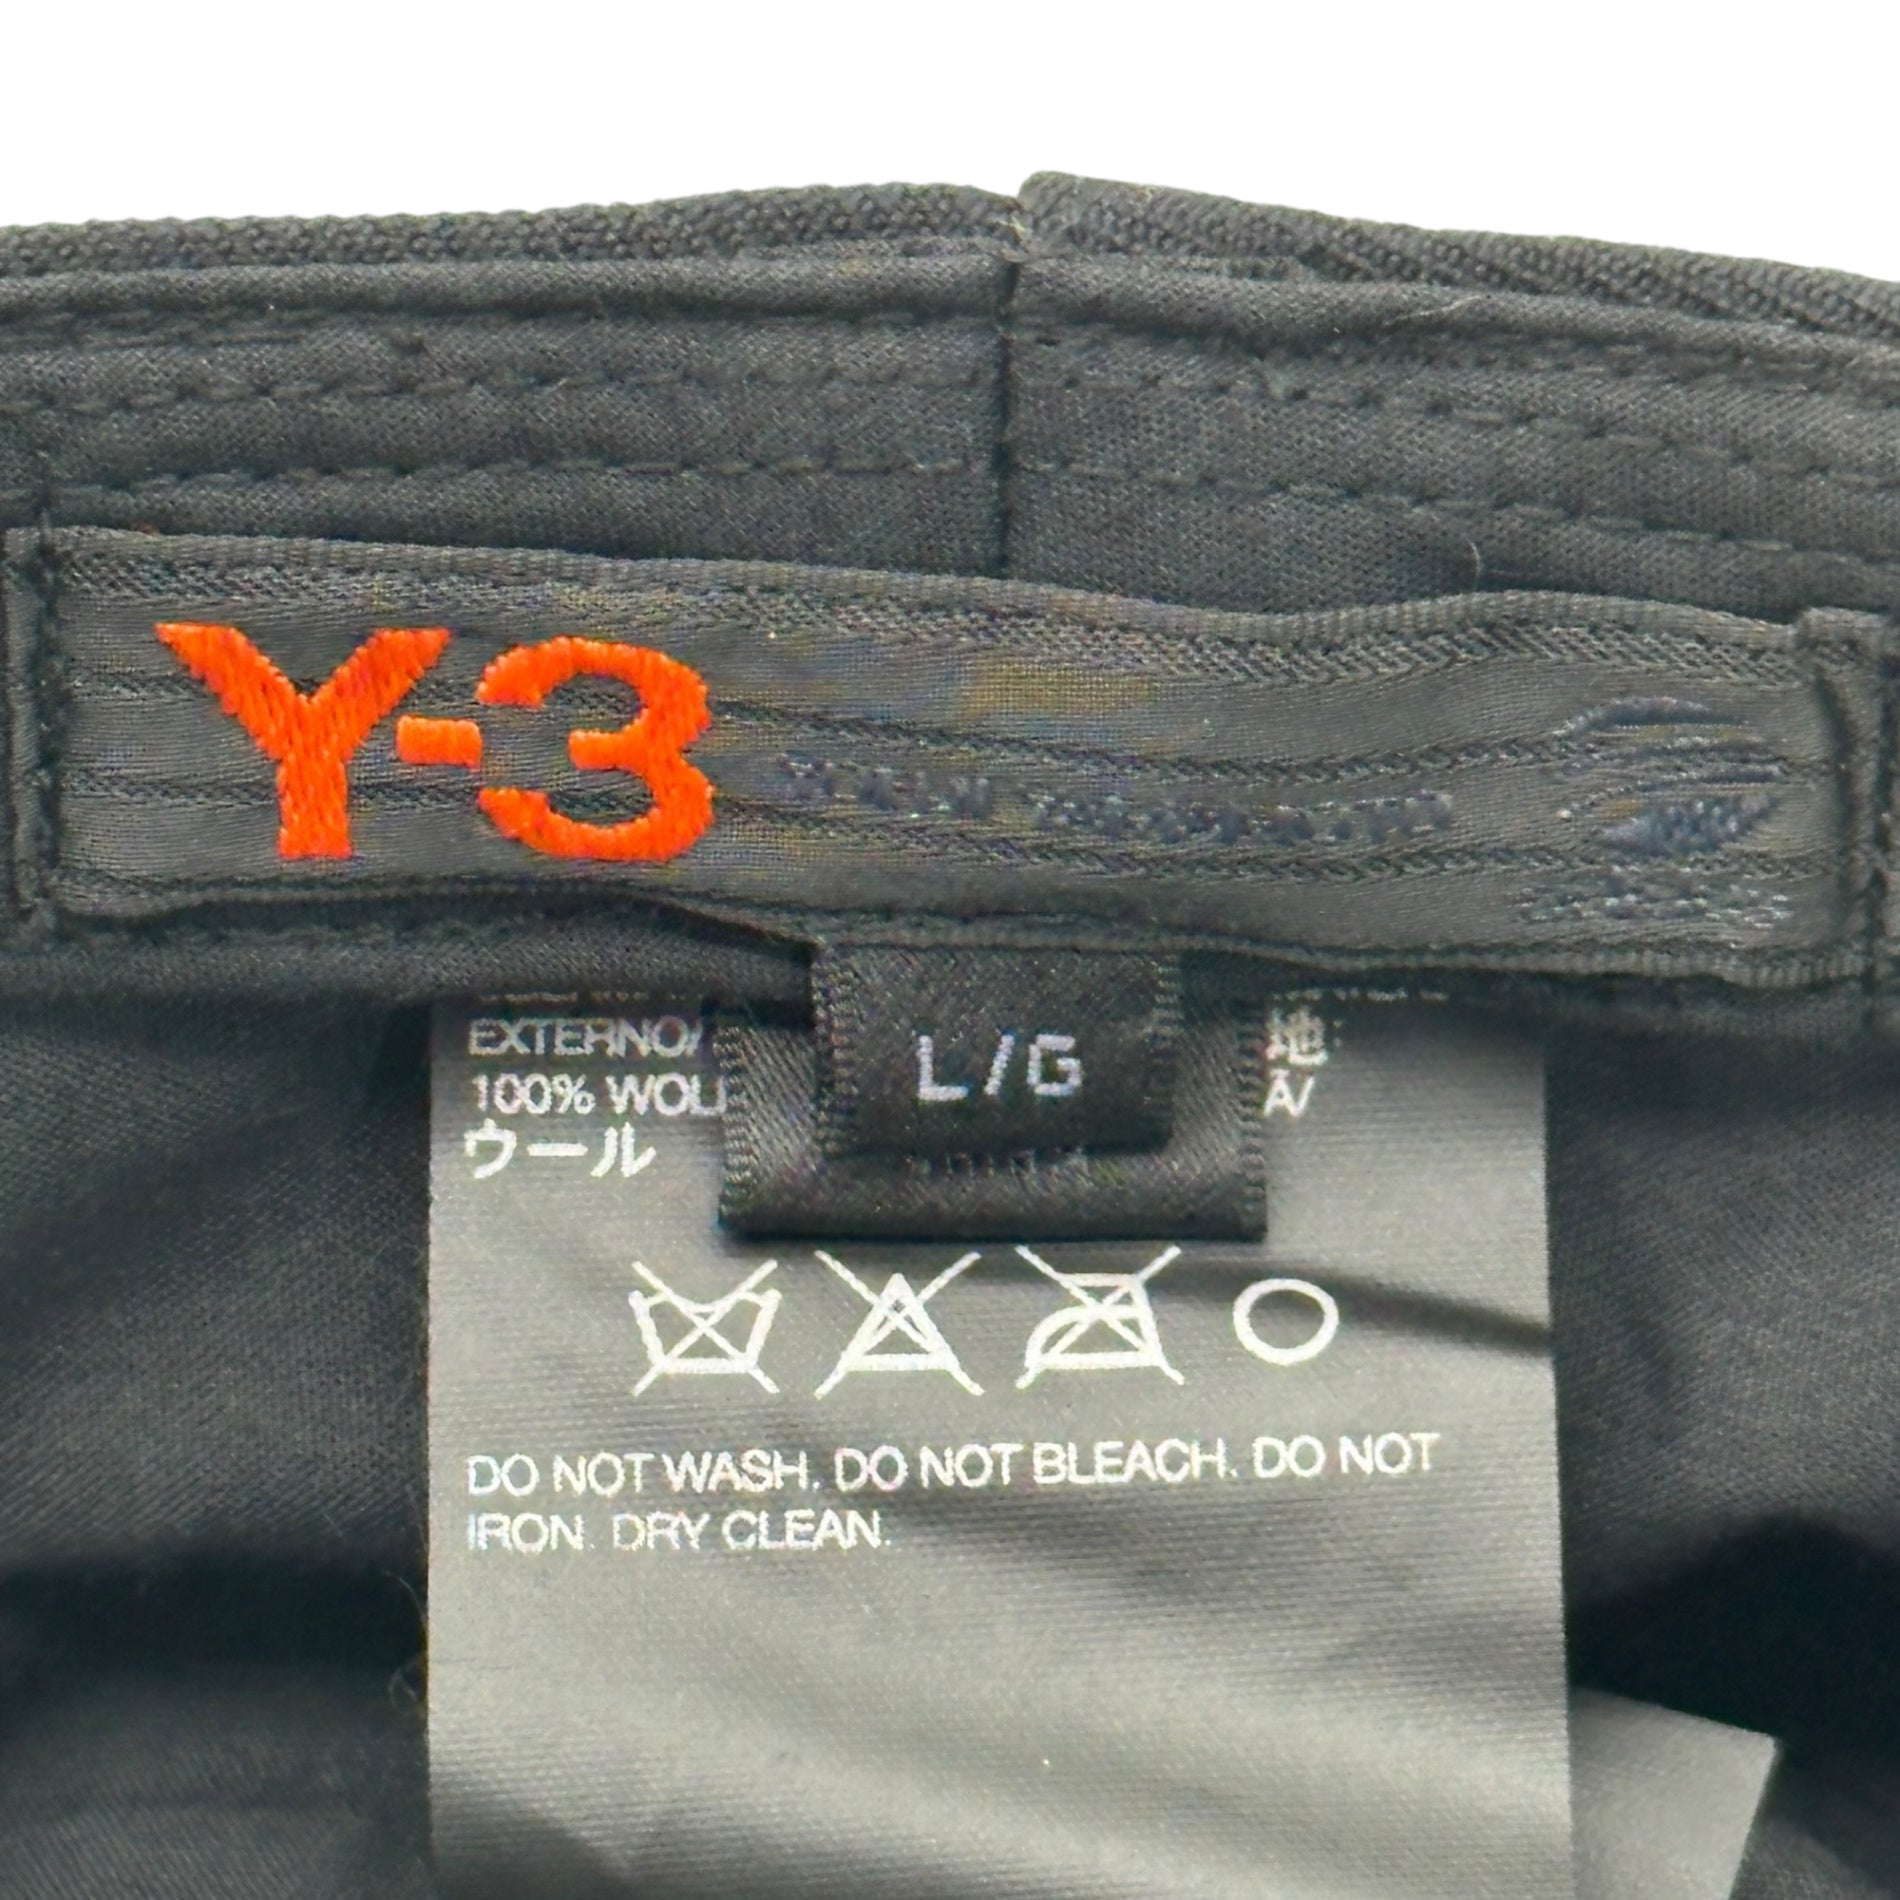 Y-3
L/G
EXTERNO/
100% WOL
ウール
地
DO NOT WASH. DO NOT BLEACH. DO NOT
IRON. DRY CLEAN.